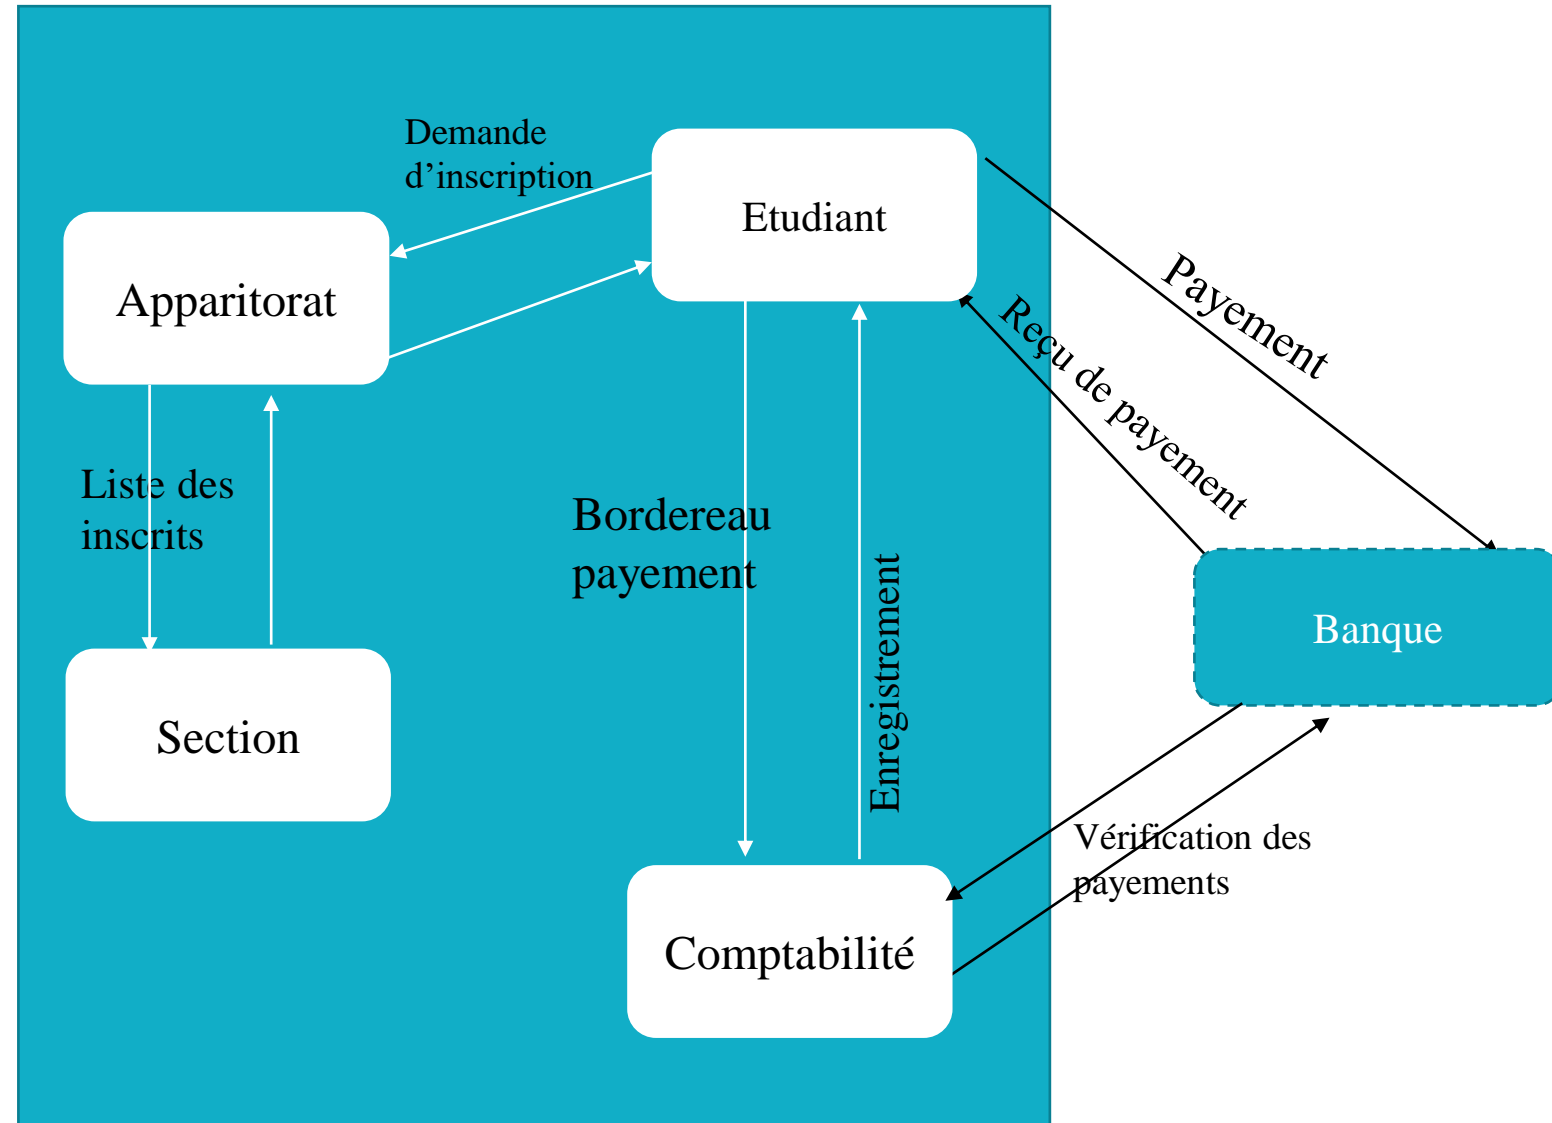 Demande
d’inscription
Etudiant
Apparitorat
Payement
Reçu de payement
Liste des
inscrits
Bordereau
payement
Enregistrement
Banque
Section
Vérification des
payements
Comptabilité